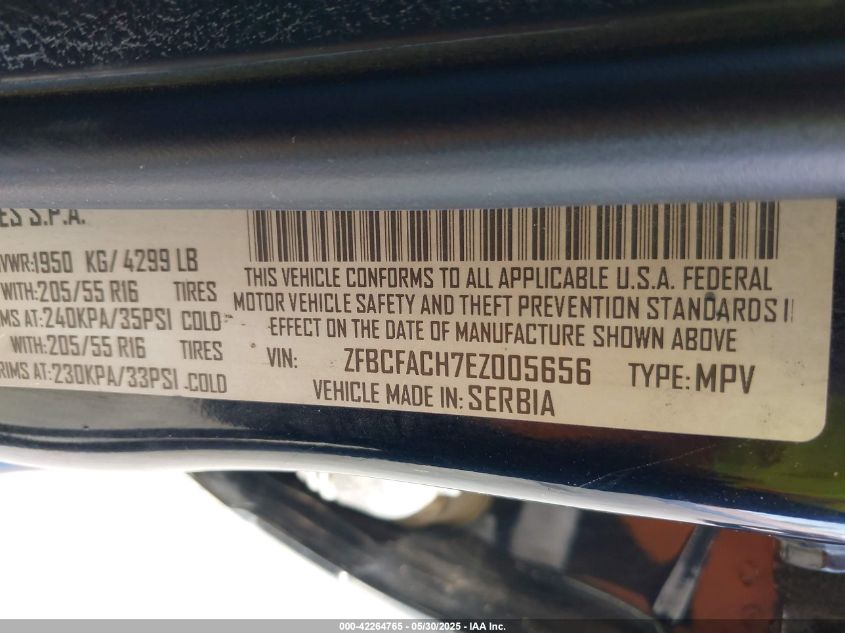 ES S.P.A.
VWR:1950 KG/ 4299 LB
WITH:205/55 R16 TIRES
MS AT:240KPA/35PSI COLD
WITH:205/55 R16 TIRES
RIMS AT:230KPA/33PSI .COLD
THIS VEHICLE CONFORMS TO ALL APPLICABLE U.S.A. FEDERAL
MOTOR VEHICLE SAFETY AND THEFT PREVENTION STANDARDS I
EFFECT ON THE DATE OF MANUFACTURE SHOWN ABOVE
VIN: ZFBCFACH7EZ005656 TYPE: MPV
VEHICLE MADE IN: SERBIA
000-42264765 - 05/30/2025 - IAA Inc.